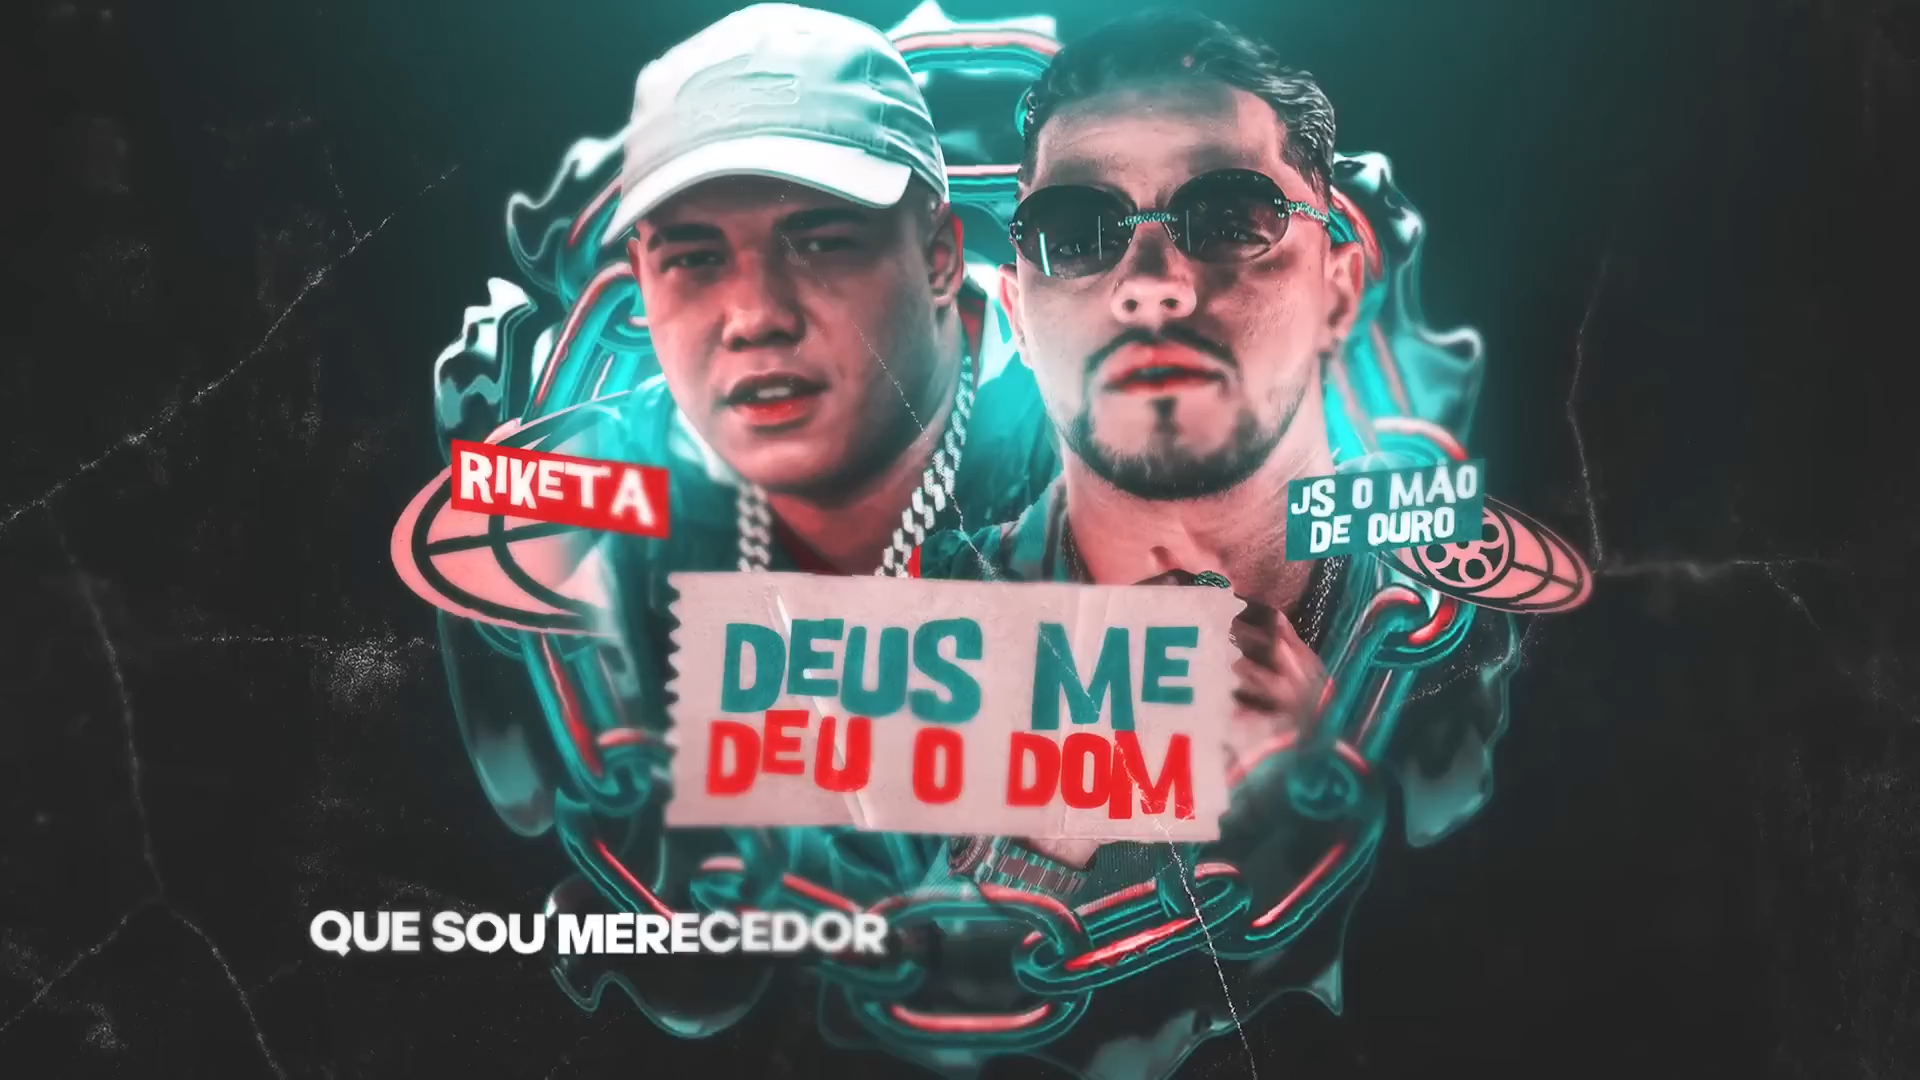 RIKETA
JS O MÃO
DE OURO
DEUS ME
DEU O DOM
QUE SOU MERECEDOR